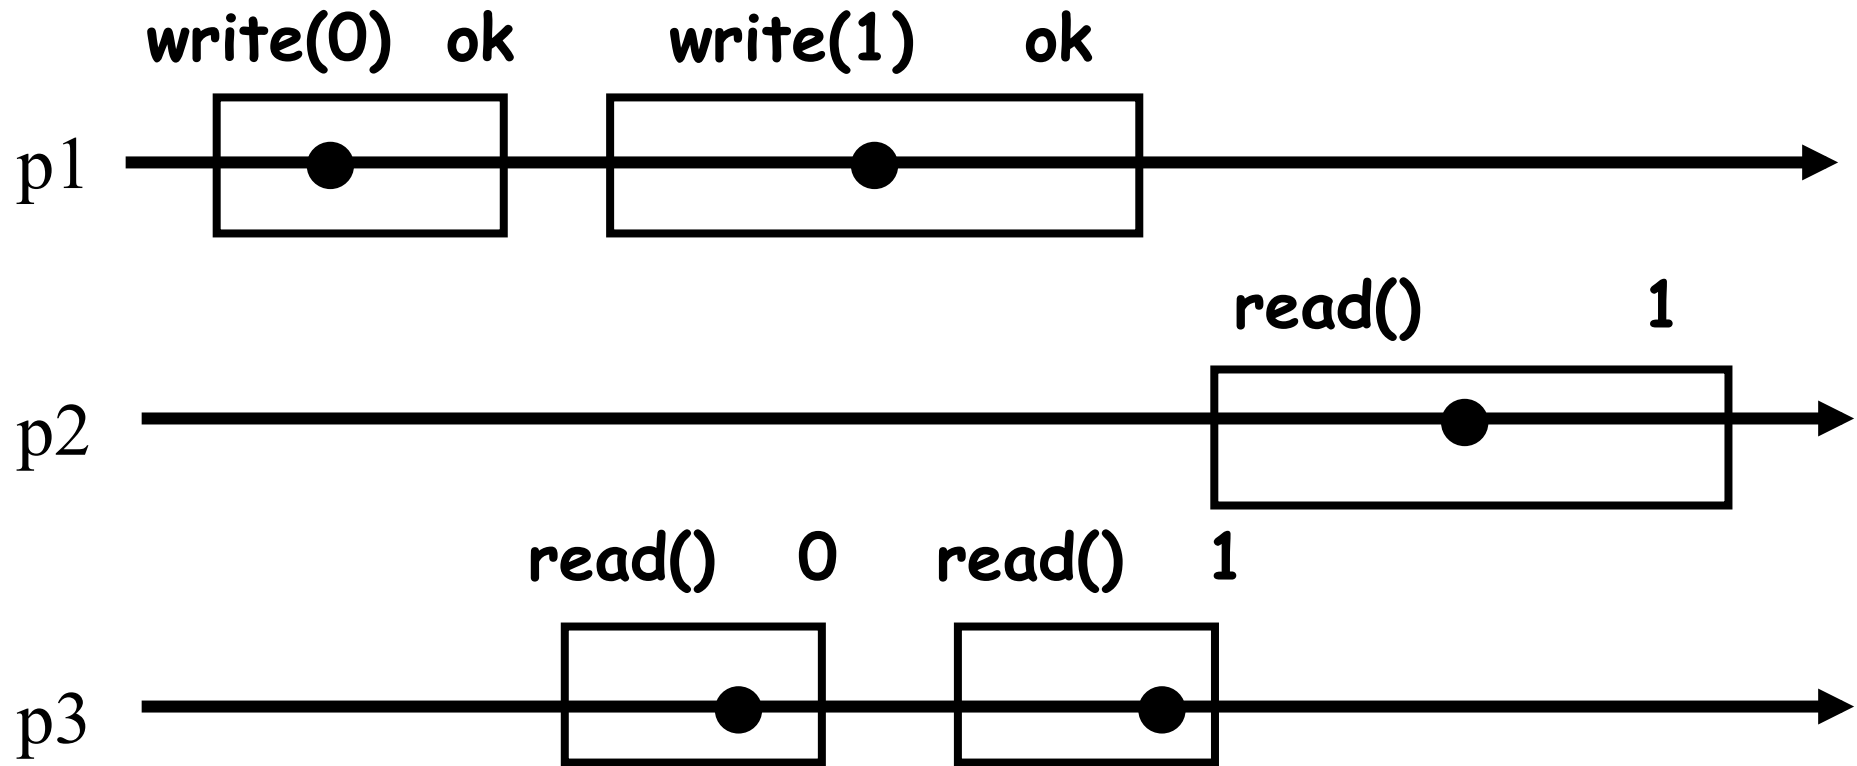 write(0) ok write(1) ok
p1
read() 1
p2
read() 0 read() 1
p3